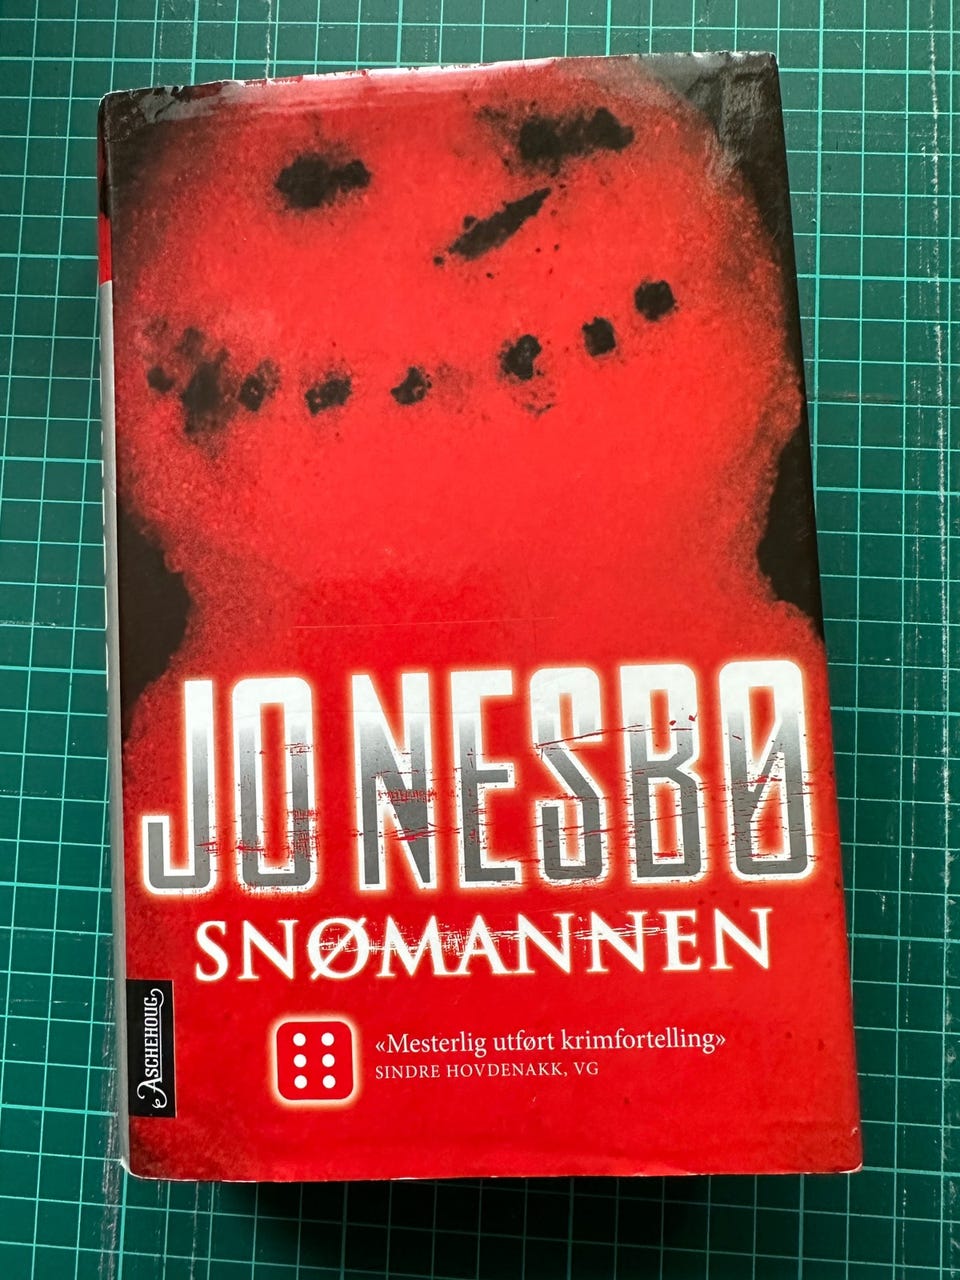 JO NESBØ
SNØMANNEN
«Mesterlig utført krimfortelling»
SINDRE HOVDENAKK, VG
ASCHEHOUG